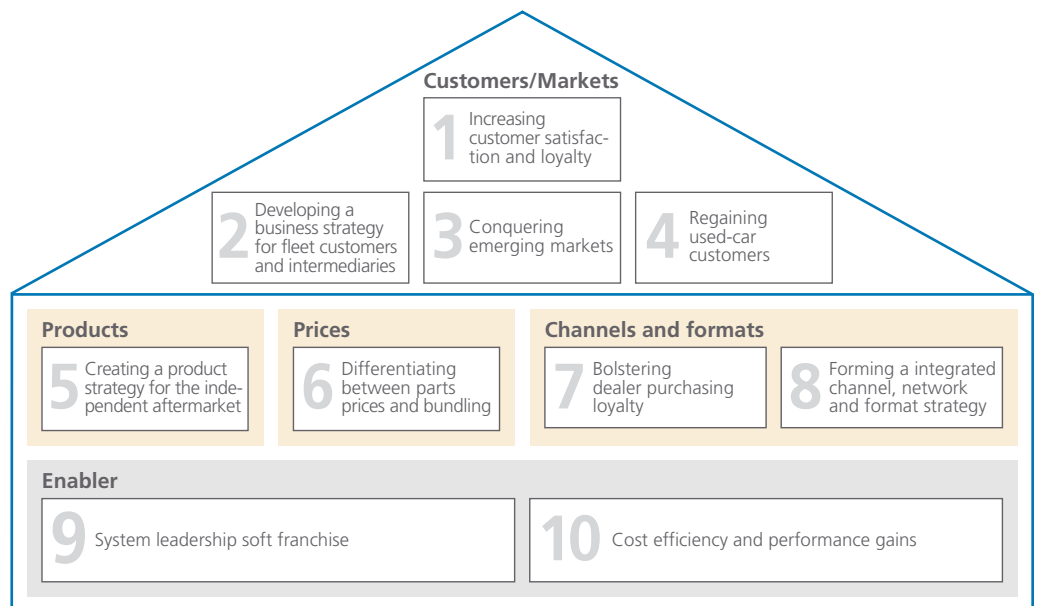 Customers/Markets
1
Increasing
customer satisfac-
tion and loyalty
2
Developing a
business strategy
for fleet customers
and intermediaries
3
Conquering
emerging markets
4
Regaining
used-car
customers
Products
5
Creating a product
strategy for the inde-
pendent aftermarket
Prices
6
Differentiating
between parts
prices and bundling
Channels and formats
7
Bolstering
dealer purchasing
loyalty
8
Forming a integrated
channel, network
and format strategy
Enabler
9
System leadership soft franchise
10
Cost efficiency and performance gains